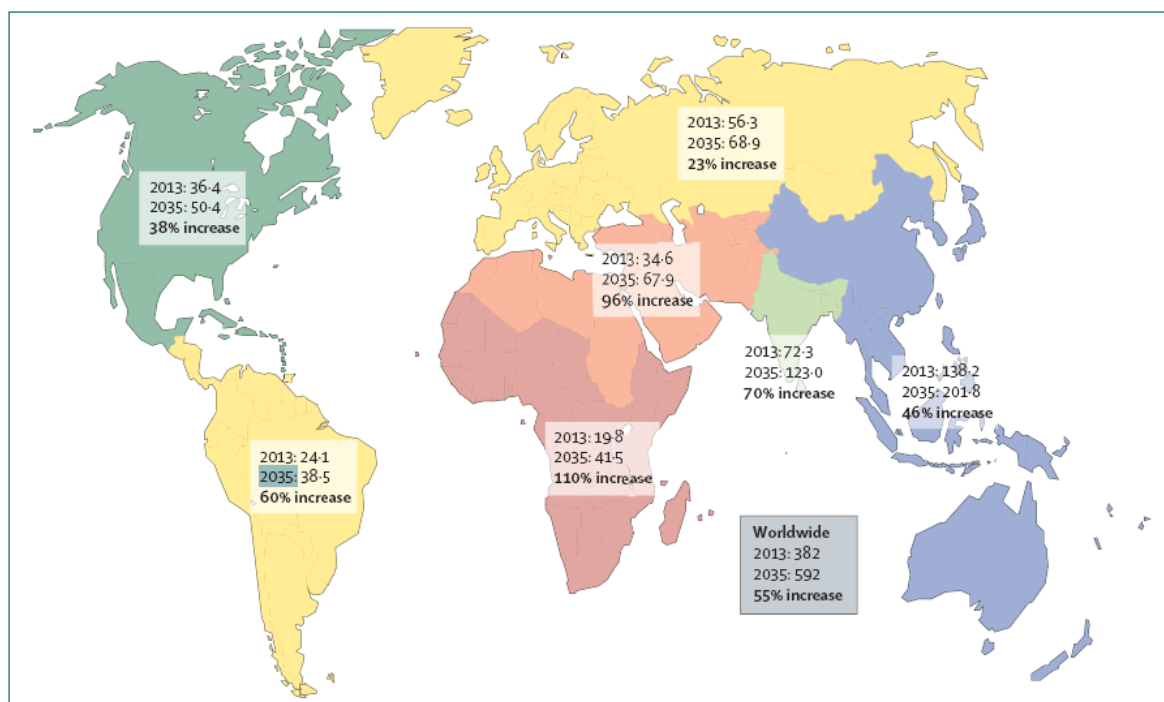 2013: 56·3
2035: 68·9
23% increase
2013: 36·4
2035: 50·4
38% increase
2013: 34·6
2035: 67·9
96% increase
2013: 72·3
2035: 123·0
70% increase
2013: 138·2
2035: 201·8
46% increase
2013: 24·1
2035: 38·5
60% increase
2013: 19·8
2035: 41·5
110% increase
Worldwide
2013: 382
2035: 592
55% increase